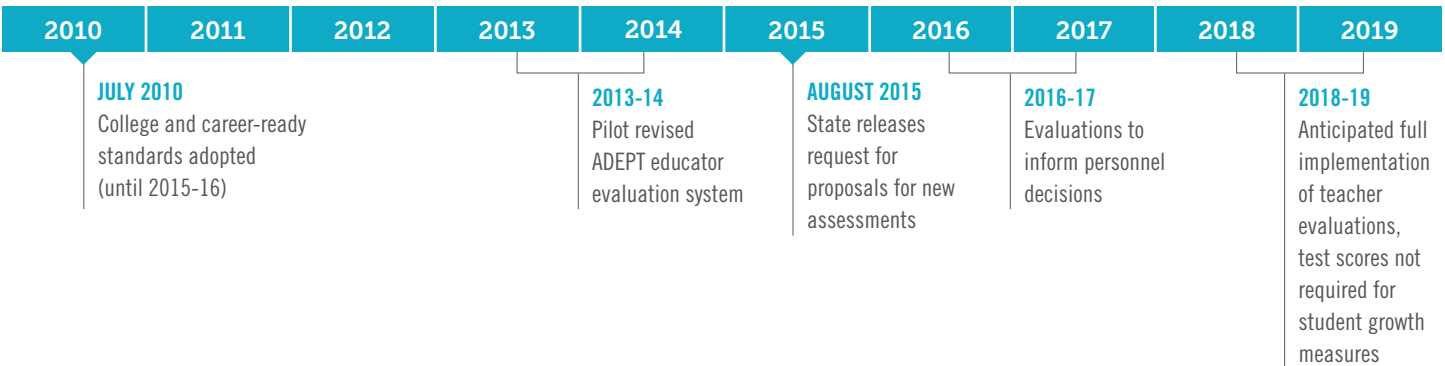 2010 2011 2012 2013 2014 2015 2016 2017 2018 2019
JULY 2010
College and career-ready
standards adopted
(until 2015-16)
2013-14
Pilot revised
ADEPT educator
evaluation system
AUGUST 2015
State releases
request for
proposals for new
assessments
2016-17
Evaluations to
inform personnel
decisions
2018-19
Anticipated full
implementation
of teacher
evaluations,
test scores not
required for
student growth
measures